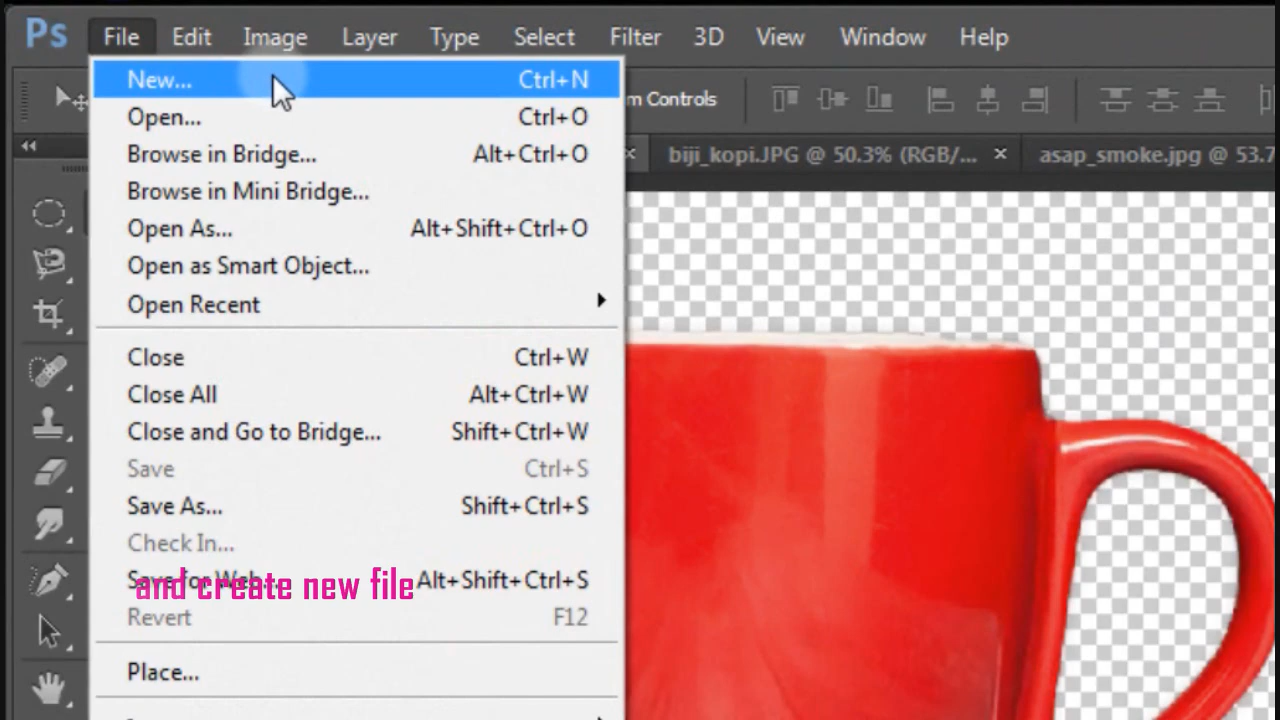 Ps File Edit Image Layer Type Select Filter 3D View Window Help
New... Ctrl+N
m Controls
Open... Ctrl+O
biji_kopi.JPG @ 50.3% (RGB/... × asap_smoke.jpg @ 53.7
Browse in Bridge... Alt+Ctrl+O
Browse in Mini Bridge...
Open As... Alt+Shift+Ctrl+O
Open as Smart Object...
Open Recent
Close Ctrl+W
Close All Alt+Ctrl+W
Close and Go to Bridge... Shift+Ctrl+W
Save Ctrl+S
Save As... Shift+Ctrl+S
Check In...
Save for Web... Alt+Shift+Ctrl+S
and create new file
Revert F12
Place...